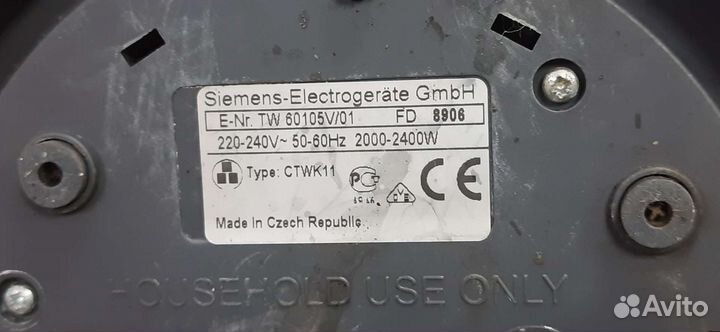 Siemens-Electrogeräte GmbH
E-Nr. TW 60105V/01 FD 8906
220-240V~ 50-60Hz 2000-2400W
Type: CTWK11
CE
Made in Czech Republic
HOUSEHOLD USE ONLY
Avito